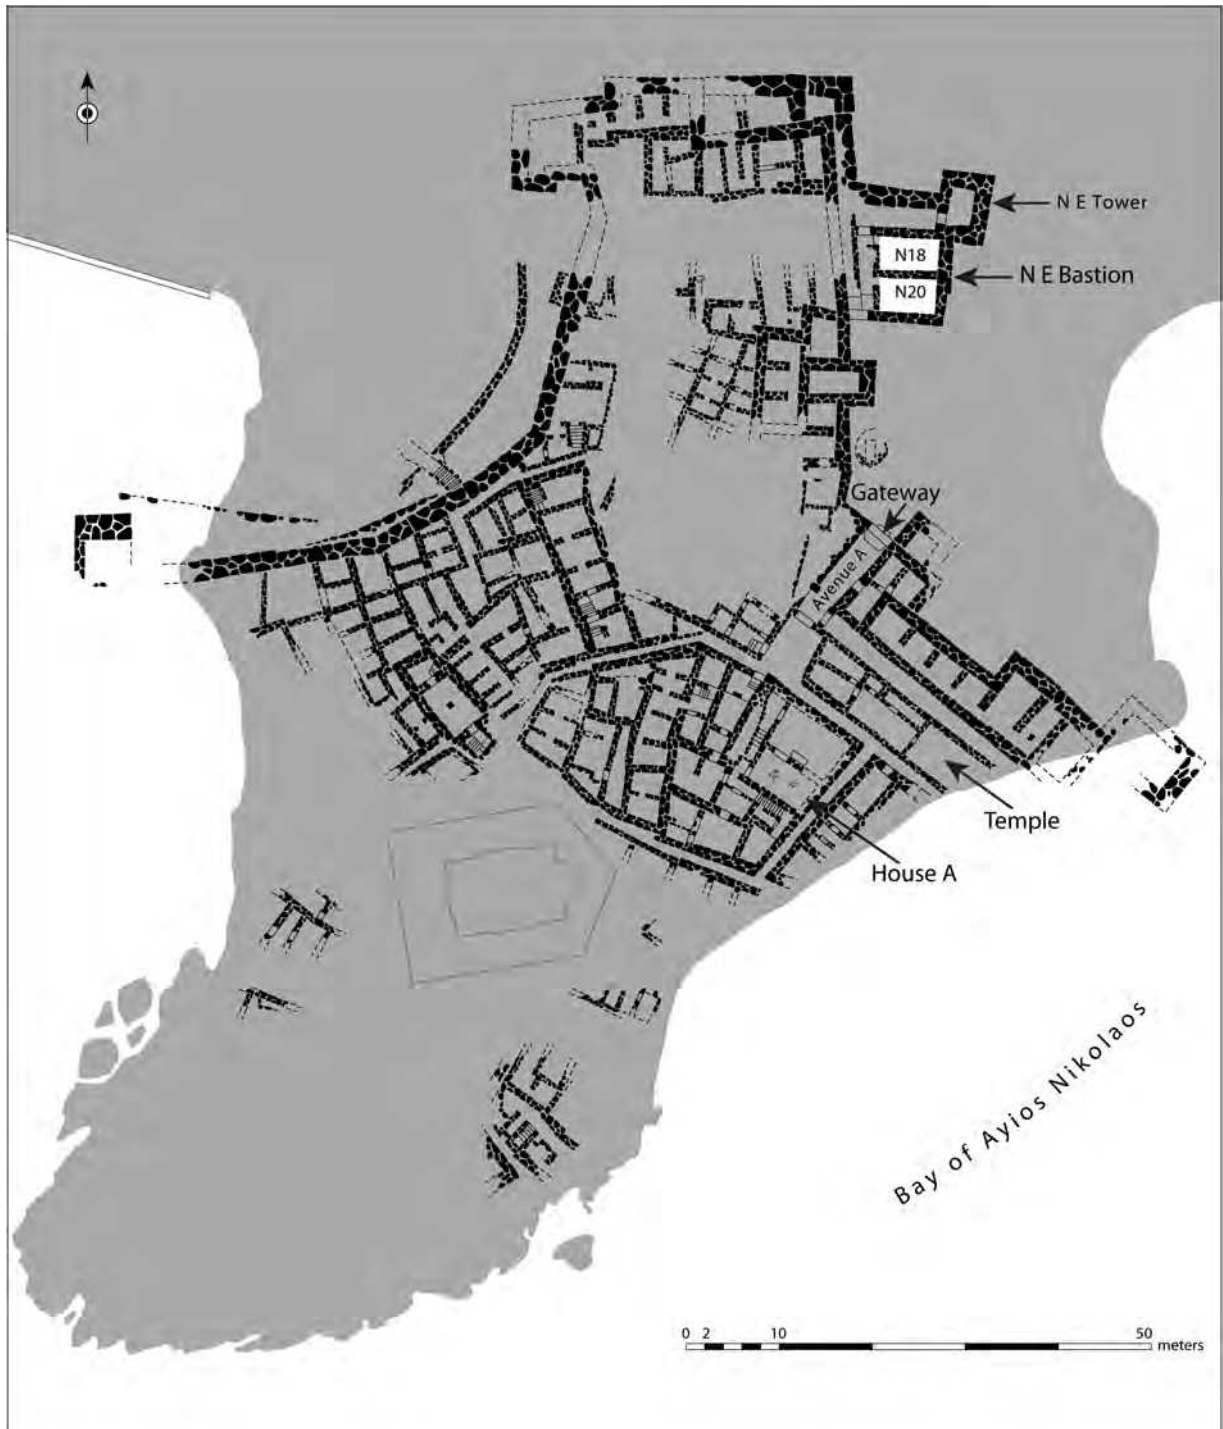 N E Tower
N18
N E Bastion
N20
Gateway
Avenue A
Temple
House A
Bay of Ayios Nikolaos
0 2 10 50
meters